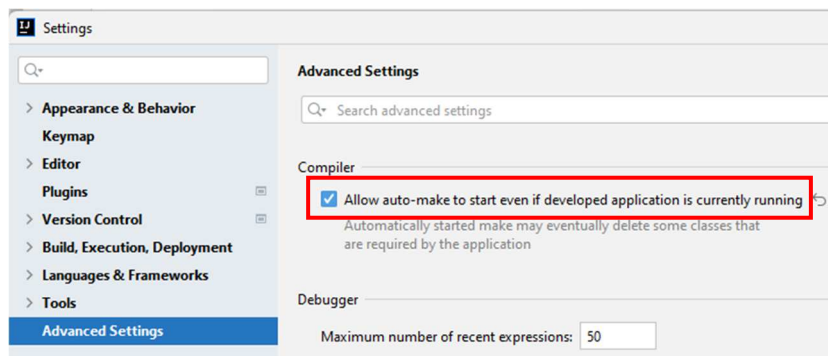 Settings
Appearance & Behavior
Keymap
Editor
Plugins
Version Control
Build, Execution, Deployment
Languages & Frameworks
Tools
Advanced Settings
Advanced Settings
Search advanced settings
Compiler
Allow auto-make to start even if developed application is currently running
Automatically started make may eventually delete some classes that
are required by the application
Debugger
Maximum number of recent expressions: 50